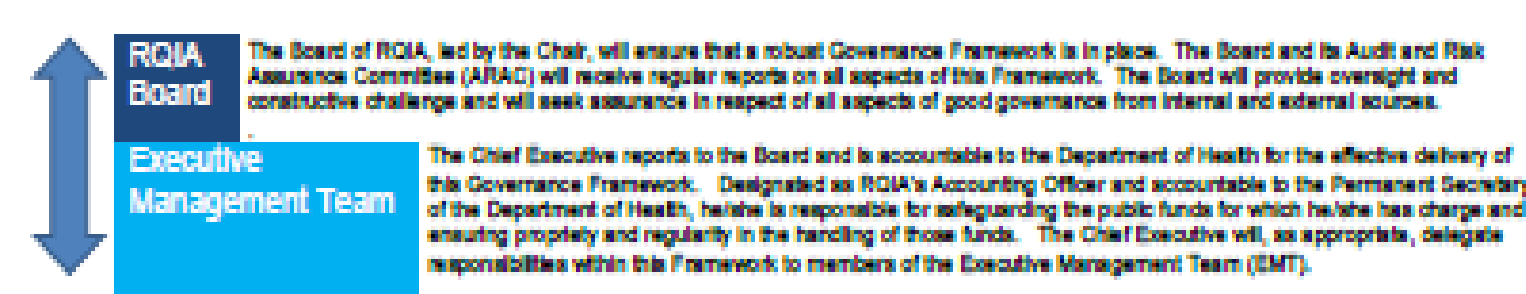 RQIA
Board
The Board of RQIA, led by the Chair, will ensure that a robust Governance Framework is in place. The Board and its Audit and Risk
Assurance Committee (ARAC) will receive regular reports on all aspects of this Framework. The Board will provide oversight and
constructive challenge and will seek assurance in respect of all aspects of good governance from internal and external sources.
.
Executive
Management Team
The Chief Executive reports to the Board and is accountable to the Department of Health for the effective delivery of
this Governance Framework. Designated as RQIA's Accounting Officer and accountable to the Permanent Secretary
of the Department of Health, he/she is responsible for safeguarding the public funds for which he/she has charge and
ensuring propriety and regularity in the handling of those funds. The Chief Executive will, as appropriate, delegate
responsibilities within this Framework to members of the Executive Management Team (EMT).